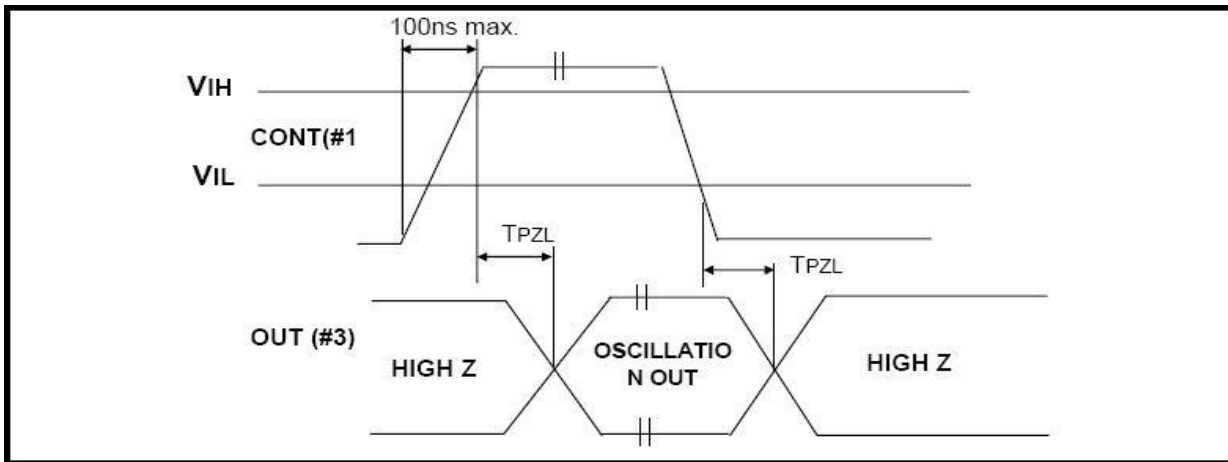 100ns max.
VIH
CONT(#1
VIL
TPZL
TPZL
OUT (#3)
HIGH Z
OSCILLATIO
N OUT
HIGH Z